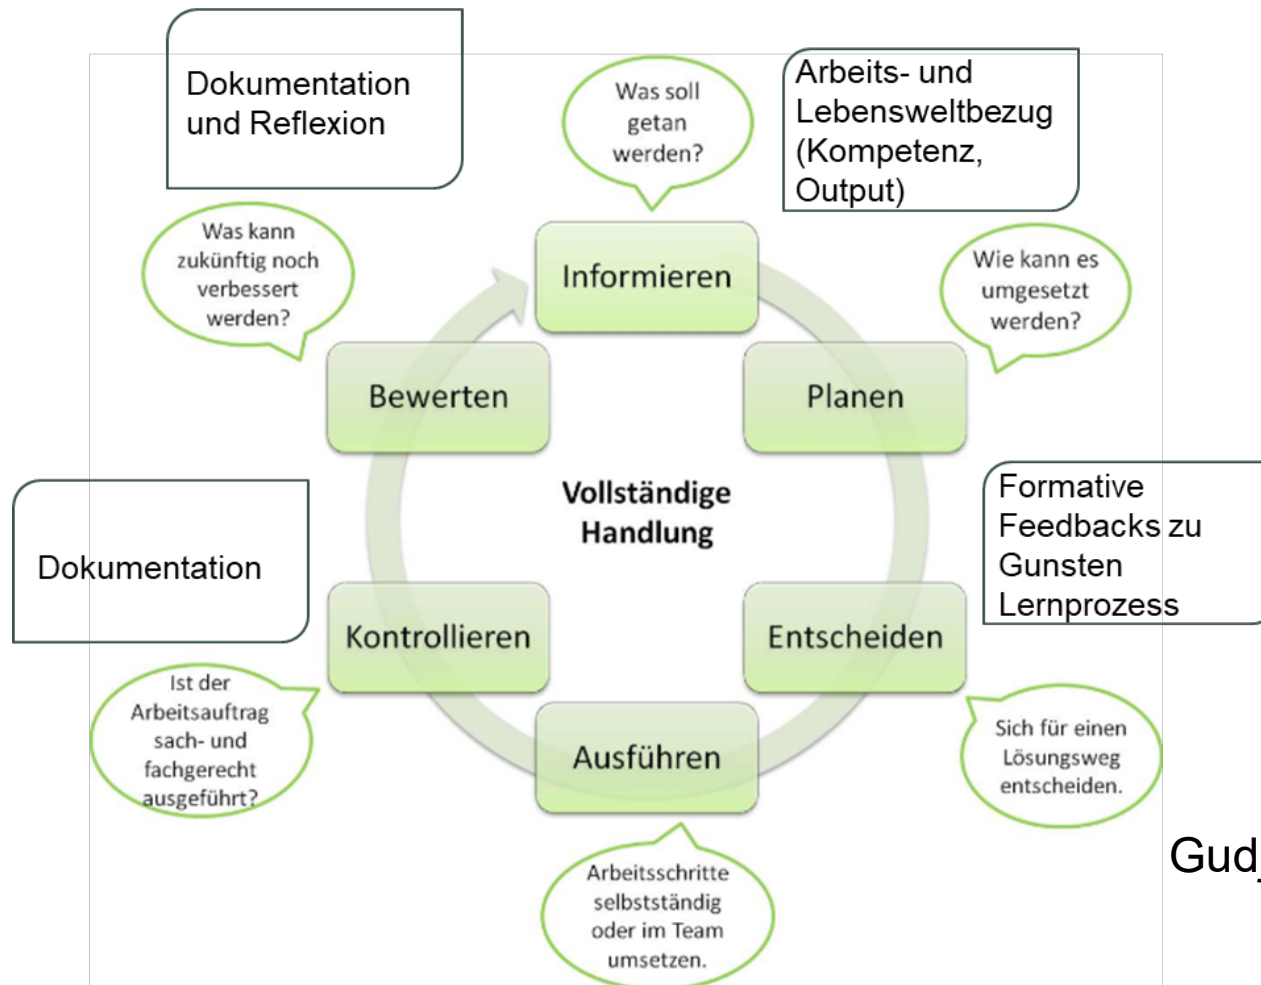 Dokumentation
und Reflexion
Was soll
getan
werden?
Arbeits- und
Lebensweltbezug
(Kompetenz,
Output)
Was kann
zukünftig noch
verbessert
werden?
Informieren
Wie kann es
umgesetzt
werden?
Bewerten
Planen
Vollständige
Handlung
Formative
Feedbacks zu
Gunsten
Lernprozess
Dokumentation
Kontrollieren
Entscheiden
Ist der
Arbeitsauftrag
sach- und
fachgerecht
ausgeführt?
Ausführen
Sich für einen
Lösungsweg
entscheiden.
Arbeitsschritte
selbstständig
oder im Team
umsetzen.